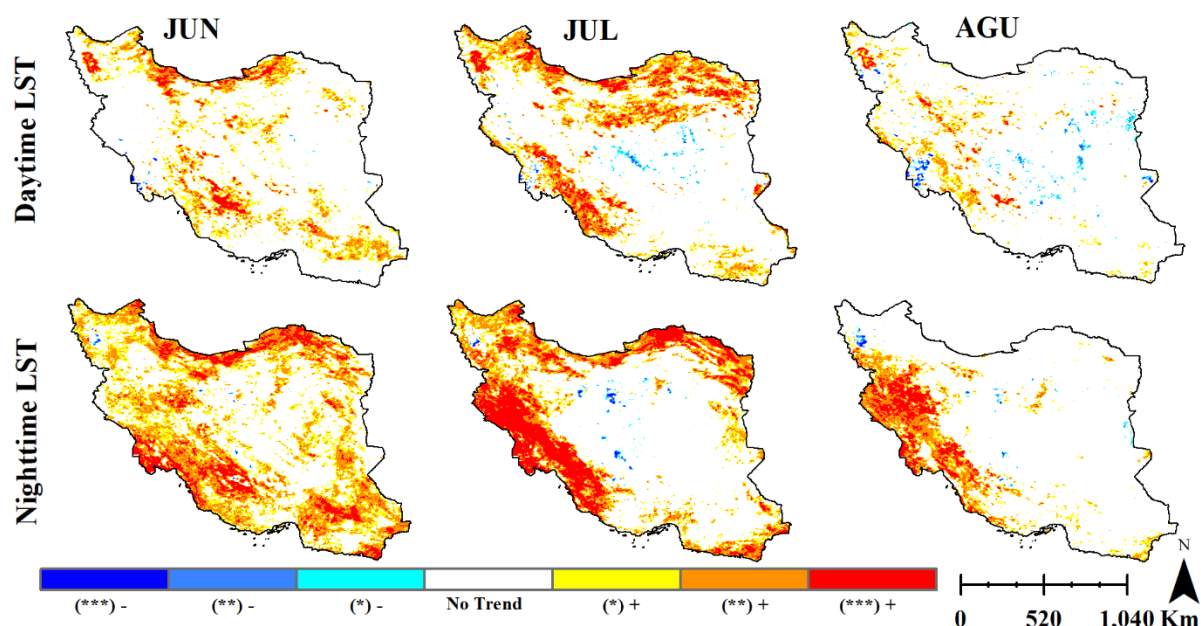 JUN
JUL
AGU
Daytime LST
Nighttime LST
N
(***) -
(**) -
(*) -
No Trend
(*) +
(**) +
(***) +
0
520
1,040 Km